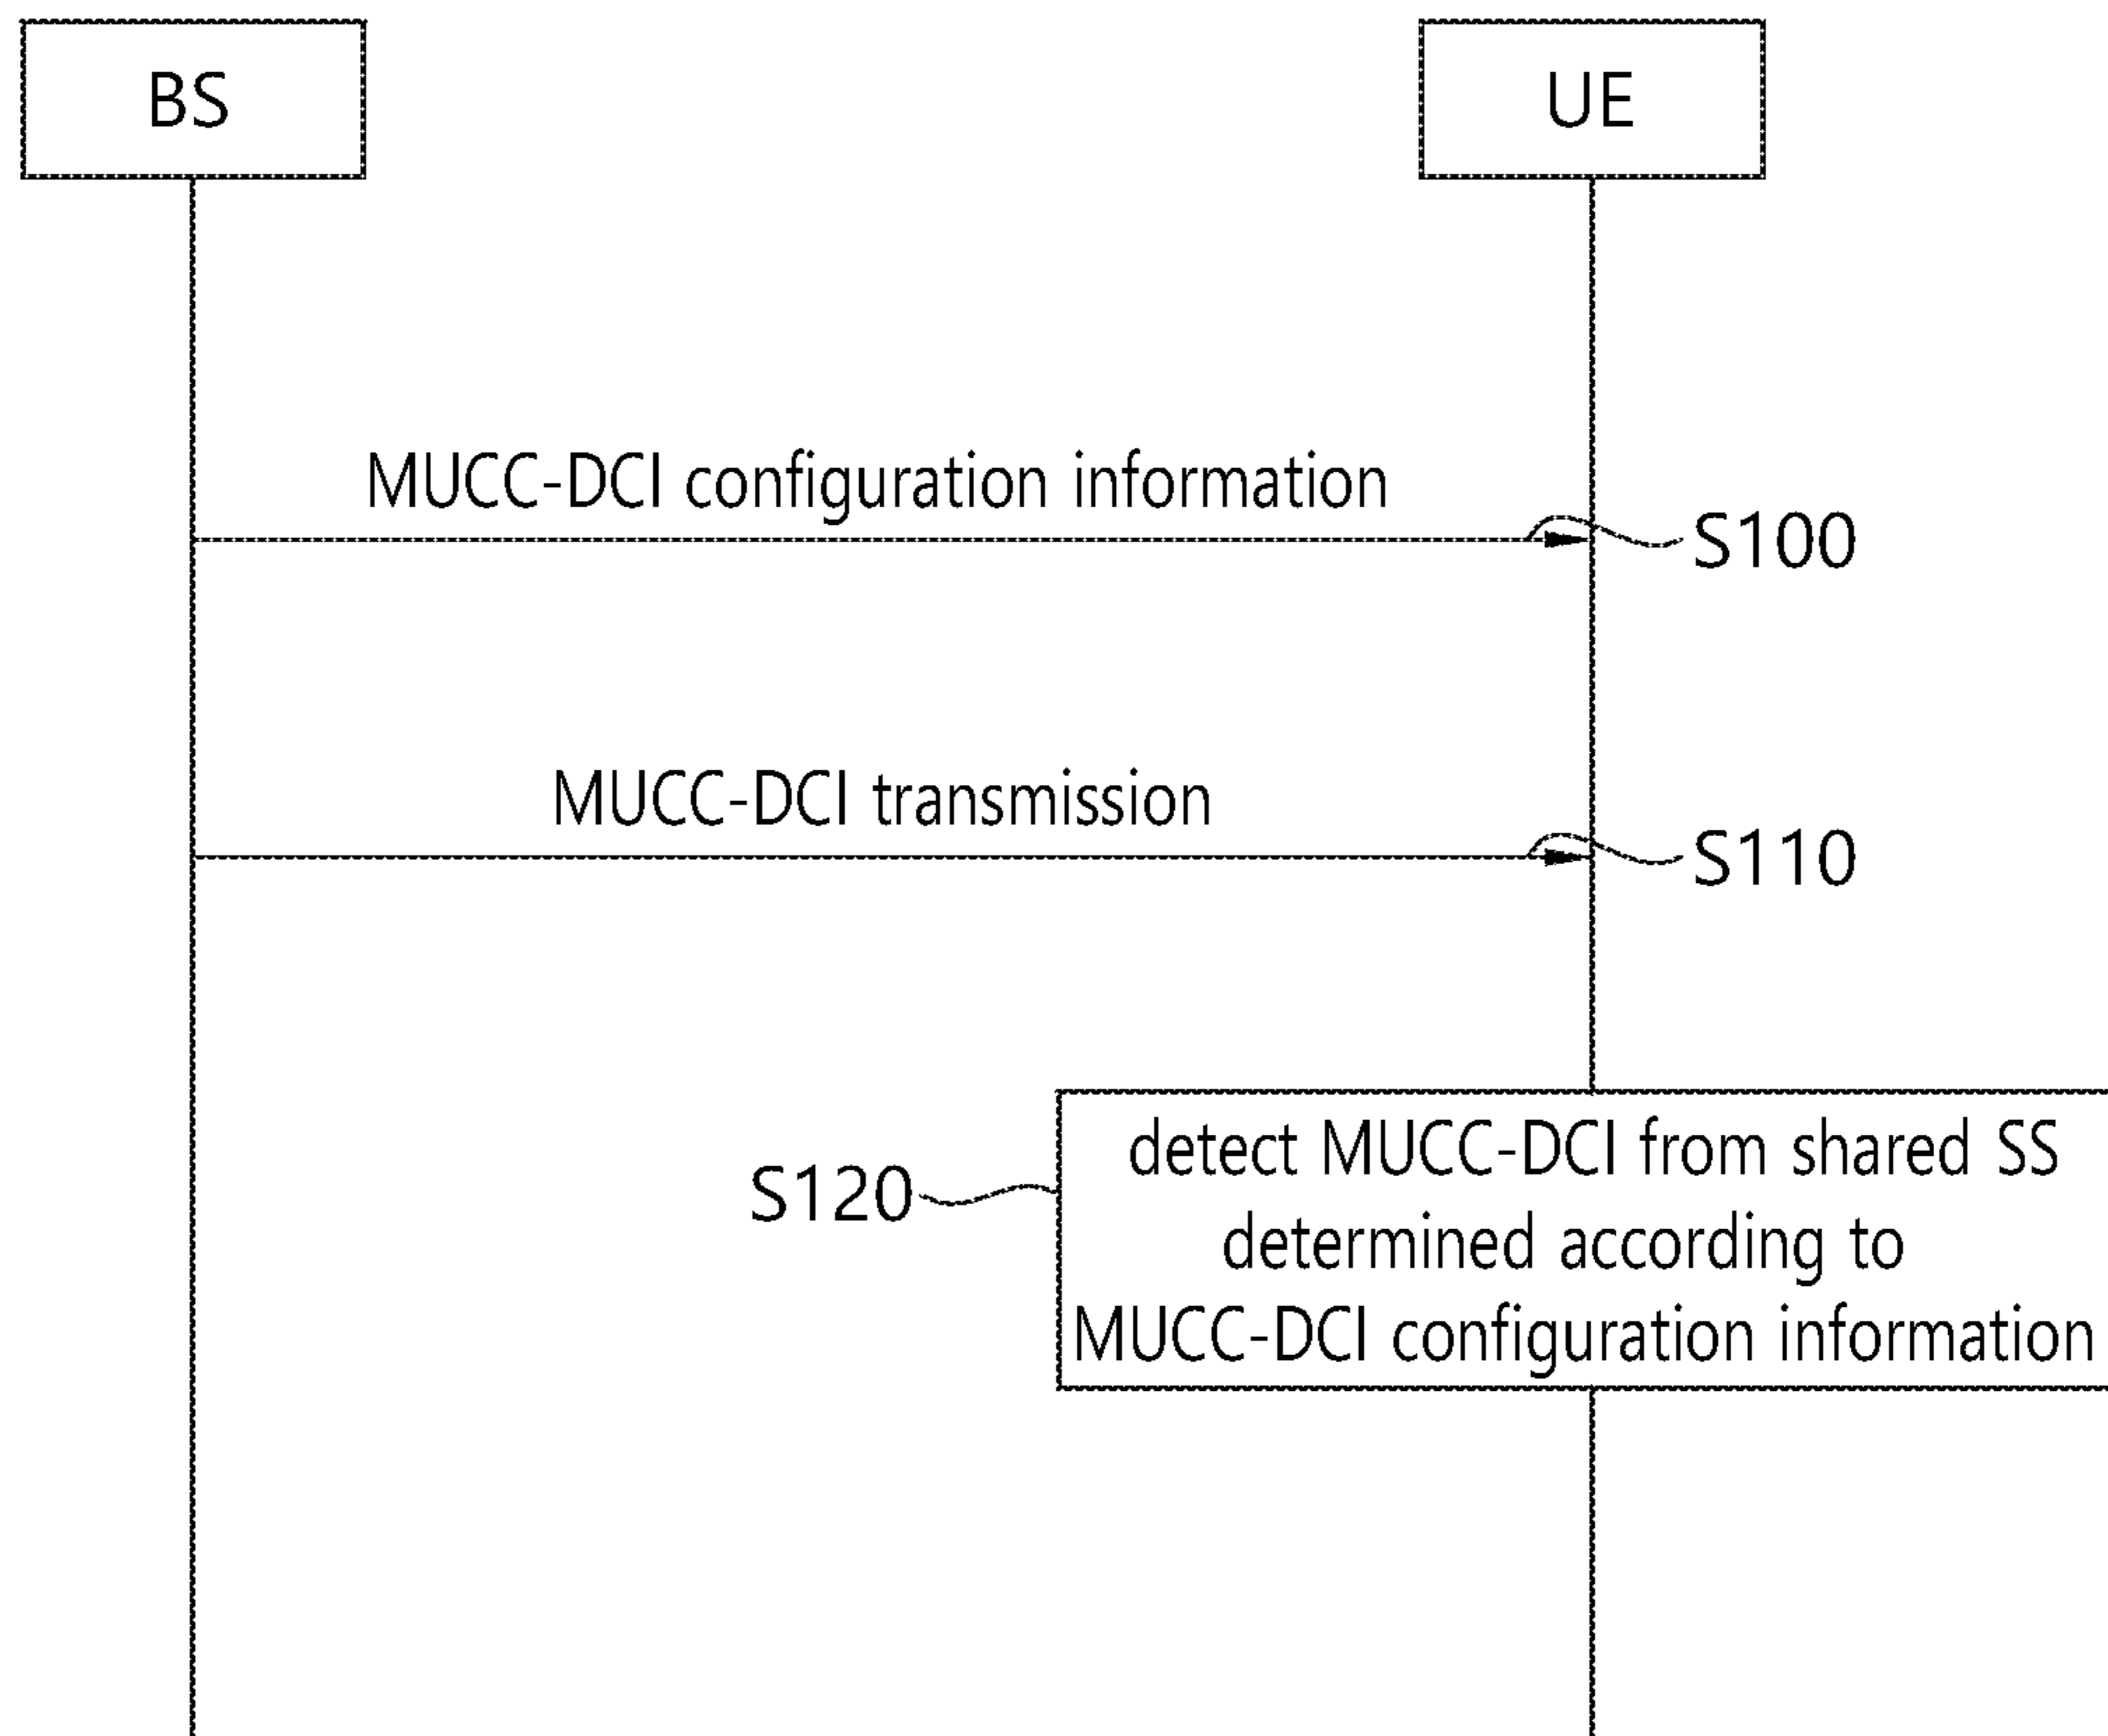 BS
UE
MUCC-DCI configuration information
S100
MUCC-DCI transmission
S110
S120
detect MUCC-DCI from shared SS
determined according to
MUCC-DCI configuration information